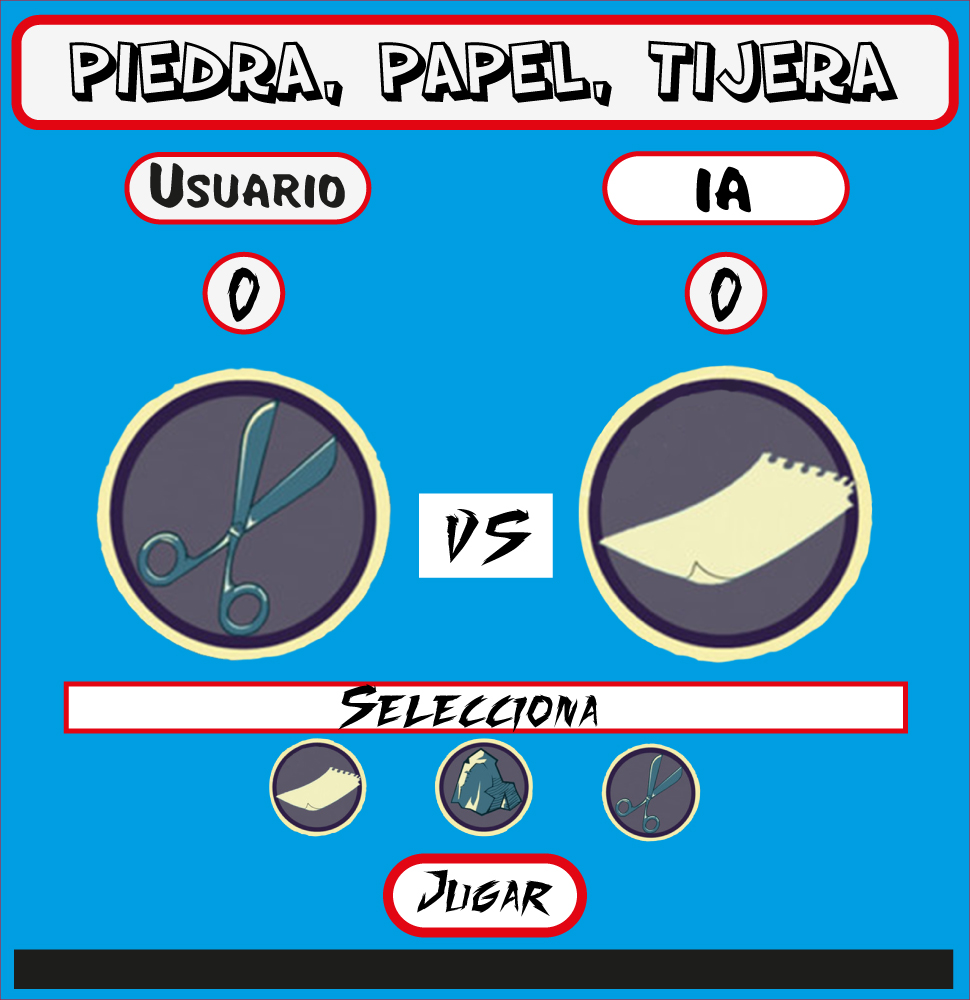 PIEDRA, PAPEL, TIJERA
USUARIO
IA
0
0
VS
SELECCIONA
JUGAR